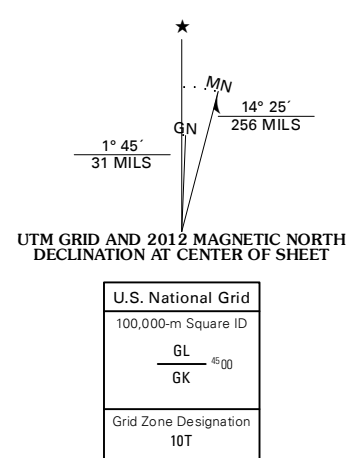 ★
MN
GN
14° 25´
256 MILS
1° 45´
31 MILS
UTM GRID AND 2012 MAGNETIC NORTH
DECLINATION AT CENTER OF SHEET
U.S. National Grid
100,000-m Square ID
GL
4500
GK
Grid Zone Designation
10T